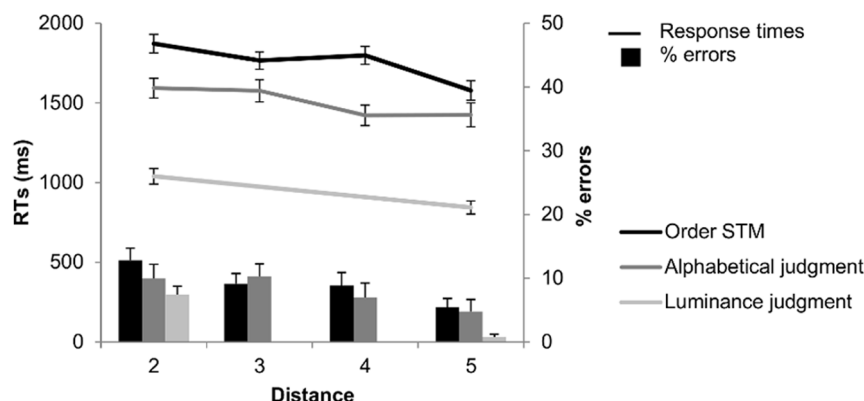 2000
1500
1000
500
0
RTs (ms)
2
3
4
5
Distance
50
40
30
20
10
0
% errors
Response times
% errors
Order STM
Alphabetical judgment
Luminance judgment